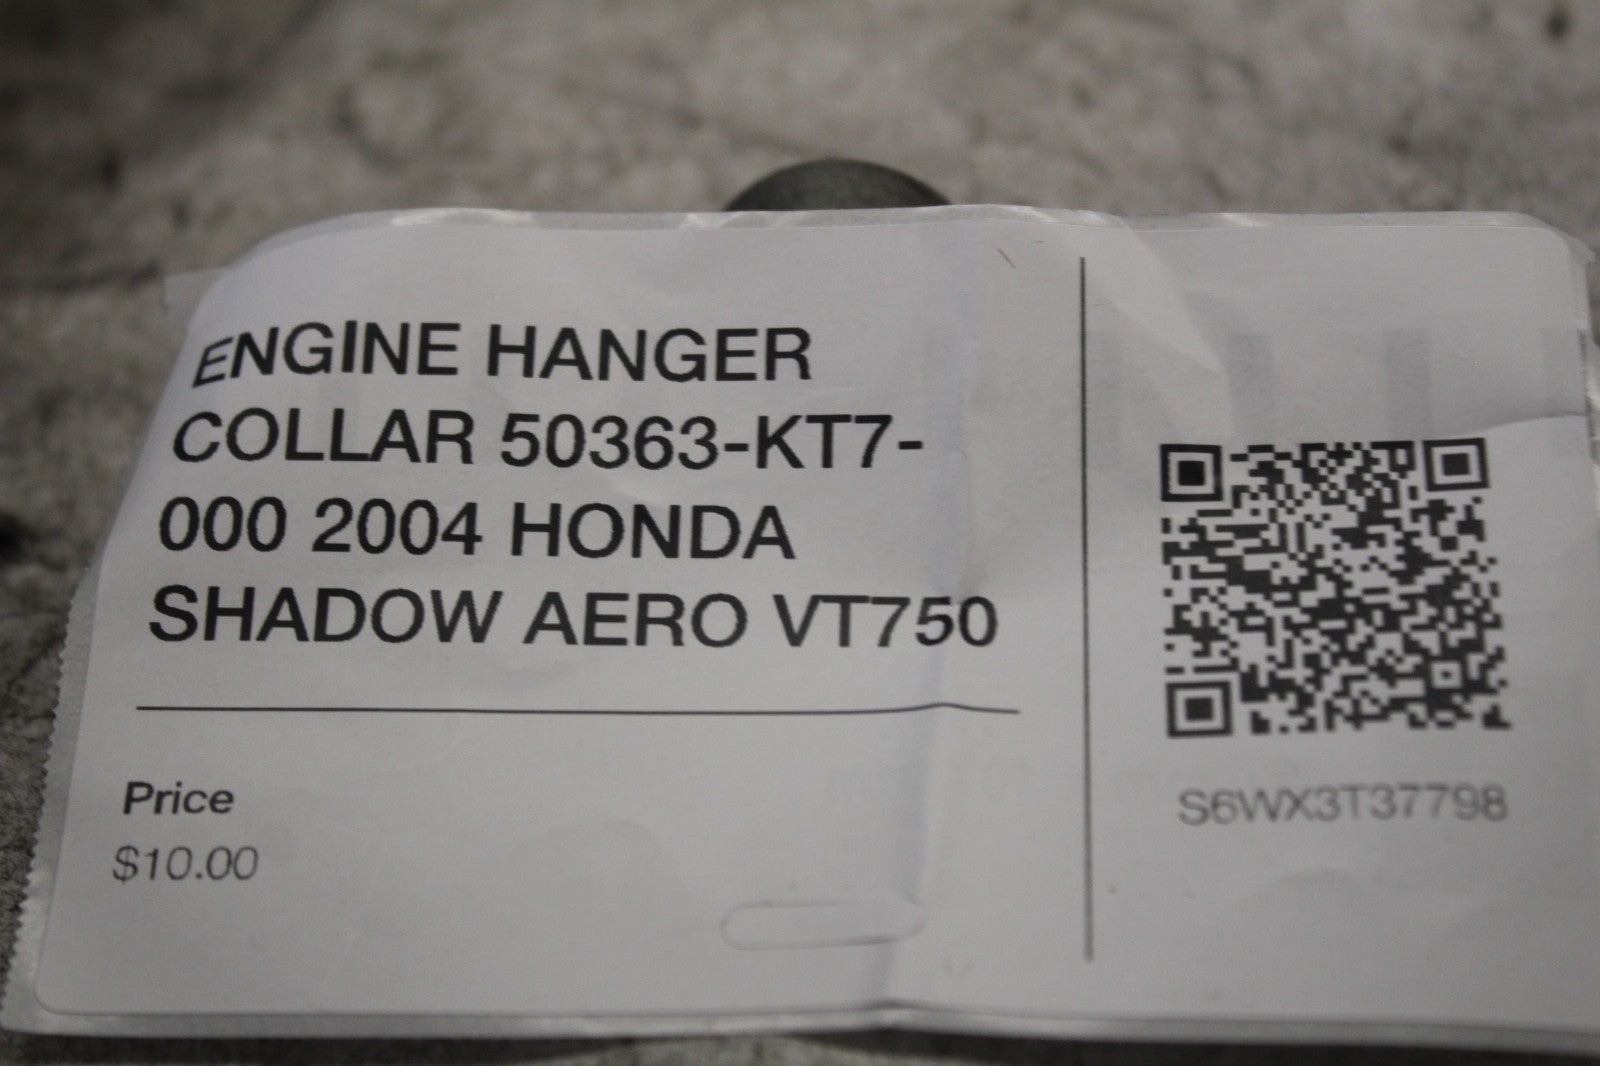 ENGINE HANGER
COLLAR 50363-KT7-
000 2004 HONDA
SHADOW AERO VT750
Price
$10.00
S6WX3T37798